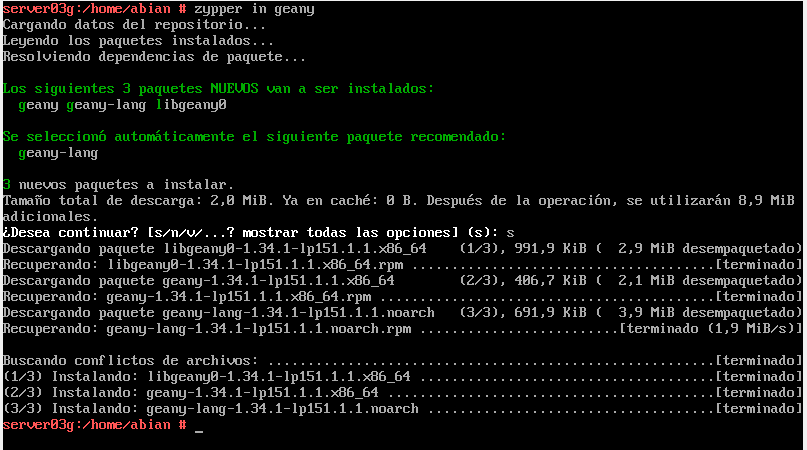 server03g:/home/abian # zypper in geany
Cargando datos del repositorio...
Leyendo los paquetes instalados...
Resolviendo dependencias de paquete...
Los siguientes 3 paquetes NUEVOS van a ser instalados:
geany geany-lang libgeany0
Se seleccionó automáticamente el siguiente paquete recomendado:
geany-lang
3 nuevos paquetes a instalar.
Tamaño total de descarga: 2,0 MiB. Ya en caché: 0 B. Después de la operación, se utilizarán 8,9 MiB
adicionales.
¿Desea continuar? [s/n/v/...? mostrar todas las opciones] (s): s
Descargando paquete libgeany0-1.34.1-lp151.1.1.x86_64    (1/3), 991,9 KiB (  2,9 MiB desempaquetado)
Recuperando: libgeany0-1.34.1-lp151.1.1.x86_64.rpm .....................................[terminado]
Descargando paquete geany-1.34.1-lp151.1.1.x86_64        (2/3), 406,7 KiB (  2,1 MiB desempaquetado)
Recuperando: geany-1.34.1-lp151.1.1.x86_64.rpm .........................................[terminado]
Descargando paquete geany-lang-1.34.1-lp151.1.1.noarch   (3/3), 691,9 KiB (  3,9 MiB desempaquetado)
Recuperando: geany-lang-1.34.1-lp151.1.1.noarch.rpm ........................[terminado (1,9 MiB/s)]
Buscando conflictos de archivos: .......................................................[terminado]
(1/3) Instalando: libgeany0-1.34.1-lp151.1.1.x86_64 ....................................[terminado]
(2/3) Instalando: geany-1.34.1-lp151.1.1.x86_64 ........................................[terminado]
(3/3) Instalando: geany-lang-1.34.1-lp151.1.1.noarch ...................................[terminado]
server03g:/home/abian # _